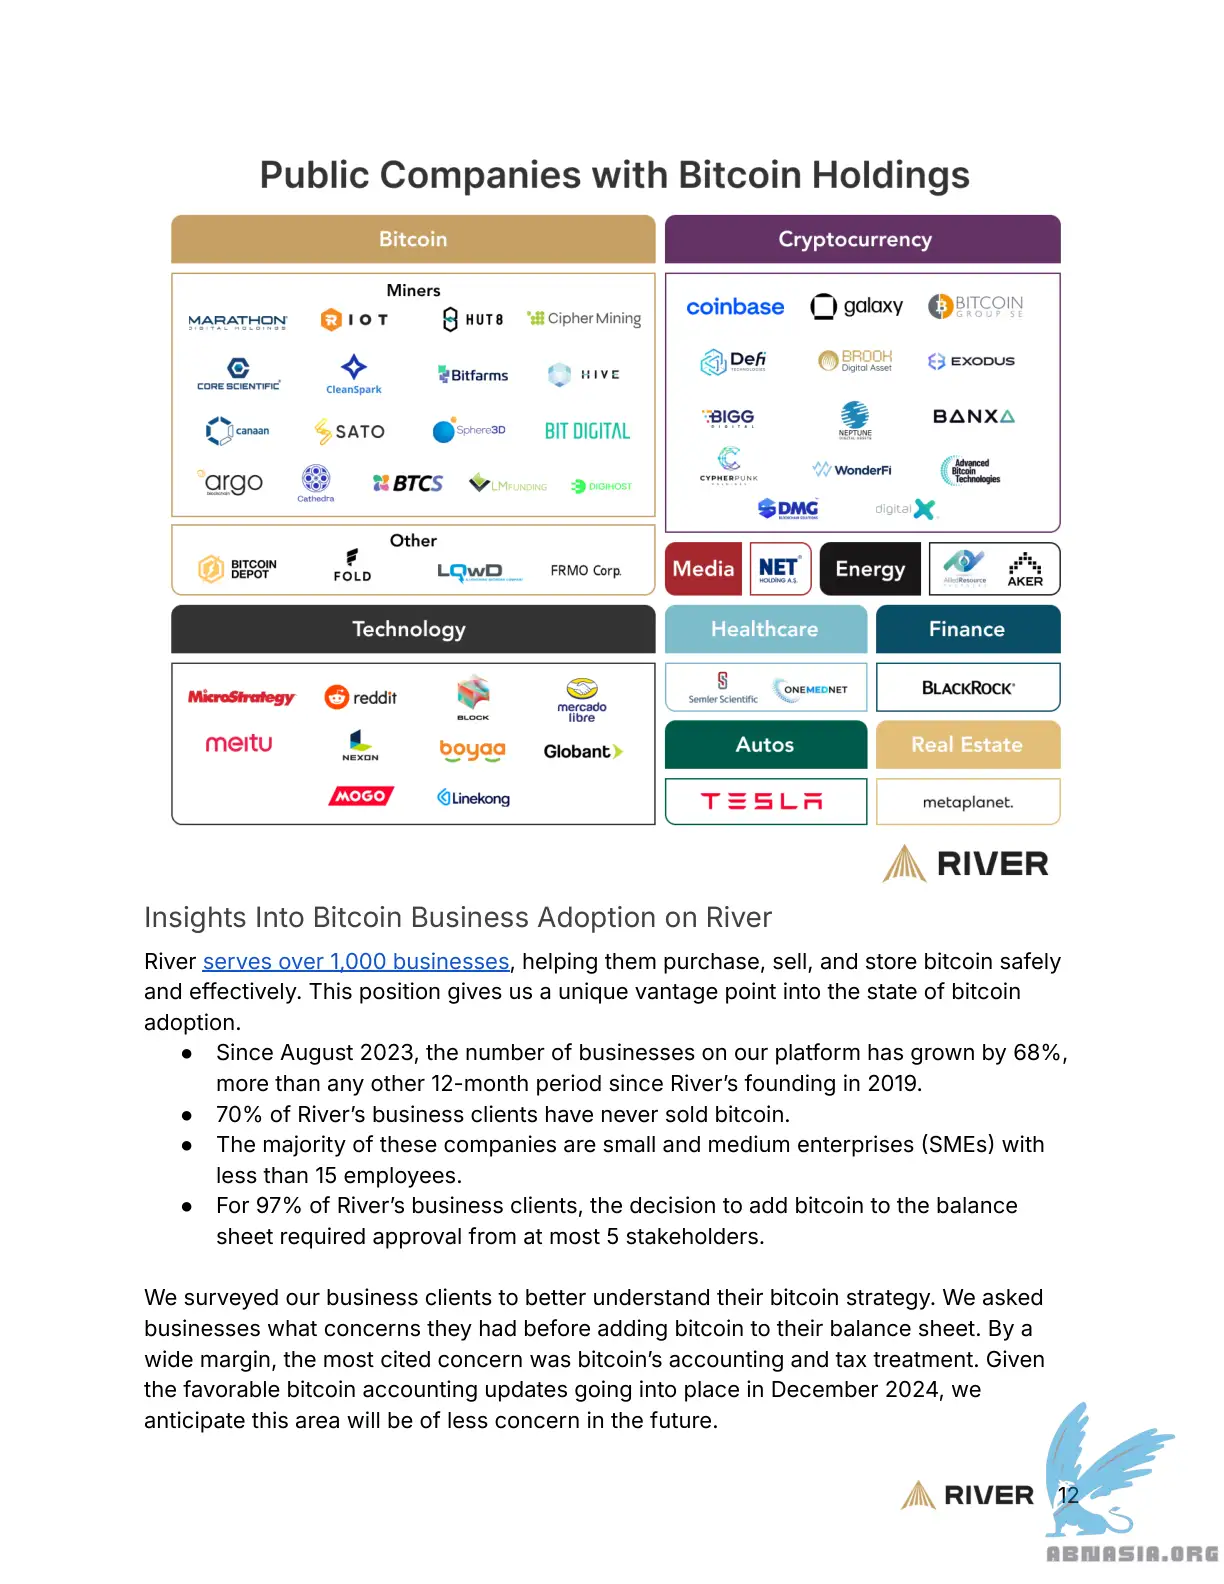 Public Companies with Bitcoin Holdings
Bitcoin
Miners
MARATHON
DIGITAL HOLDINGS
RIOT
HUT8
Cipher Mining
CORE SCIENTIFIC
CleanSpark
Bitfarms
HIVE
canaan
SATO
Sphere3D
BIT DIGITAL
argo
blockchain
Cathedra
BTCS
LMFUNDING
DIGIHOST
Other
BITCOIN
DEPOT
FOLD
LQWD
FRMO Corp.
Cryptocurrency
coinbase
galaxy
BITCOIN
GROUP SE
Defi
TECHNOLOGIES
BROOK
Digital Asset
EXODUS
BIGG
DIGITAL
NEPTUNE
DIGITAL ASSETS
BANXA
CYPHERPUNK
HOLDINGS
WonderFi
Advanced
Bitcoin
Technologies
DMG
BLOCKCHAIN SOLUTIONS
digital X
Media
NET
HOLDING A.Ş.
Energy
Alliance Resource
PARTNERS
AKER
Technology
MicroStrategy
reddit
BLOCK
mercado
libre
meitu
NEXON
boyaa
Globant
MOGO
Linekong
Healthcare
Semler Scientific
ONEMEDNET
Finance
BLACKROCK
Autos
TESLA
Real Estate
metaplanet.
RIVER
Insights Into Bitcoin Business Adoption on River
River serves over 1,000 businesses, helping them purchase, sell, and store bitcoin safely
and effectively. This position gives us a unique vantage point into the state of bitcoin
adoption.
● Since August 2023, the number of businesses on our platform has grown by 68%,
more than any other 12-month period since River’s founding in 2019.
● 70% of River’s business clients have never sold bitcoin.
● The majority of these companies are small and medium enterprises (SMEs) with
less than 15 employees.
● For 97% of River’s business clients, the decision to add bitcoin to the balance
sheet required approval from at most 5 stakeholders.
We surveyed our business clients to better understand their bitcoin strategy. We asked
businesses what concerns they had before adding bitcoin to their balance sheet. By a
wide margin, the most cited concern was bitcoin’s accounting and tax treatment. Given
the favorable bitcoin accounting updates going into place in December 2024, we
anticipate this area will be of less concern in the future.
RIVER 12
ABNASIA.ORG